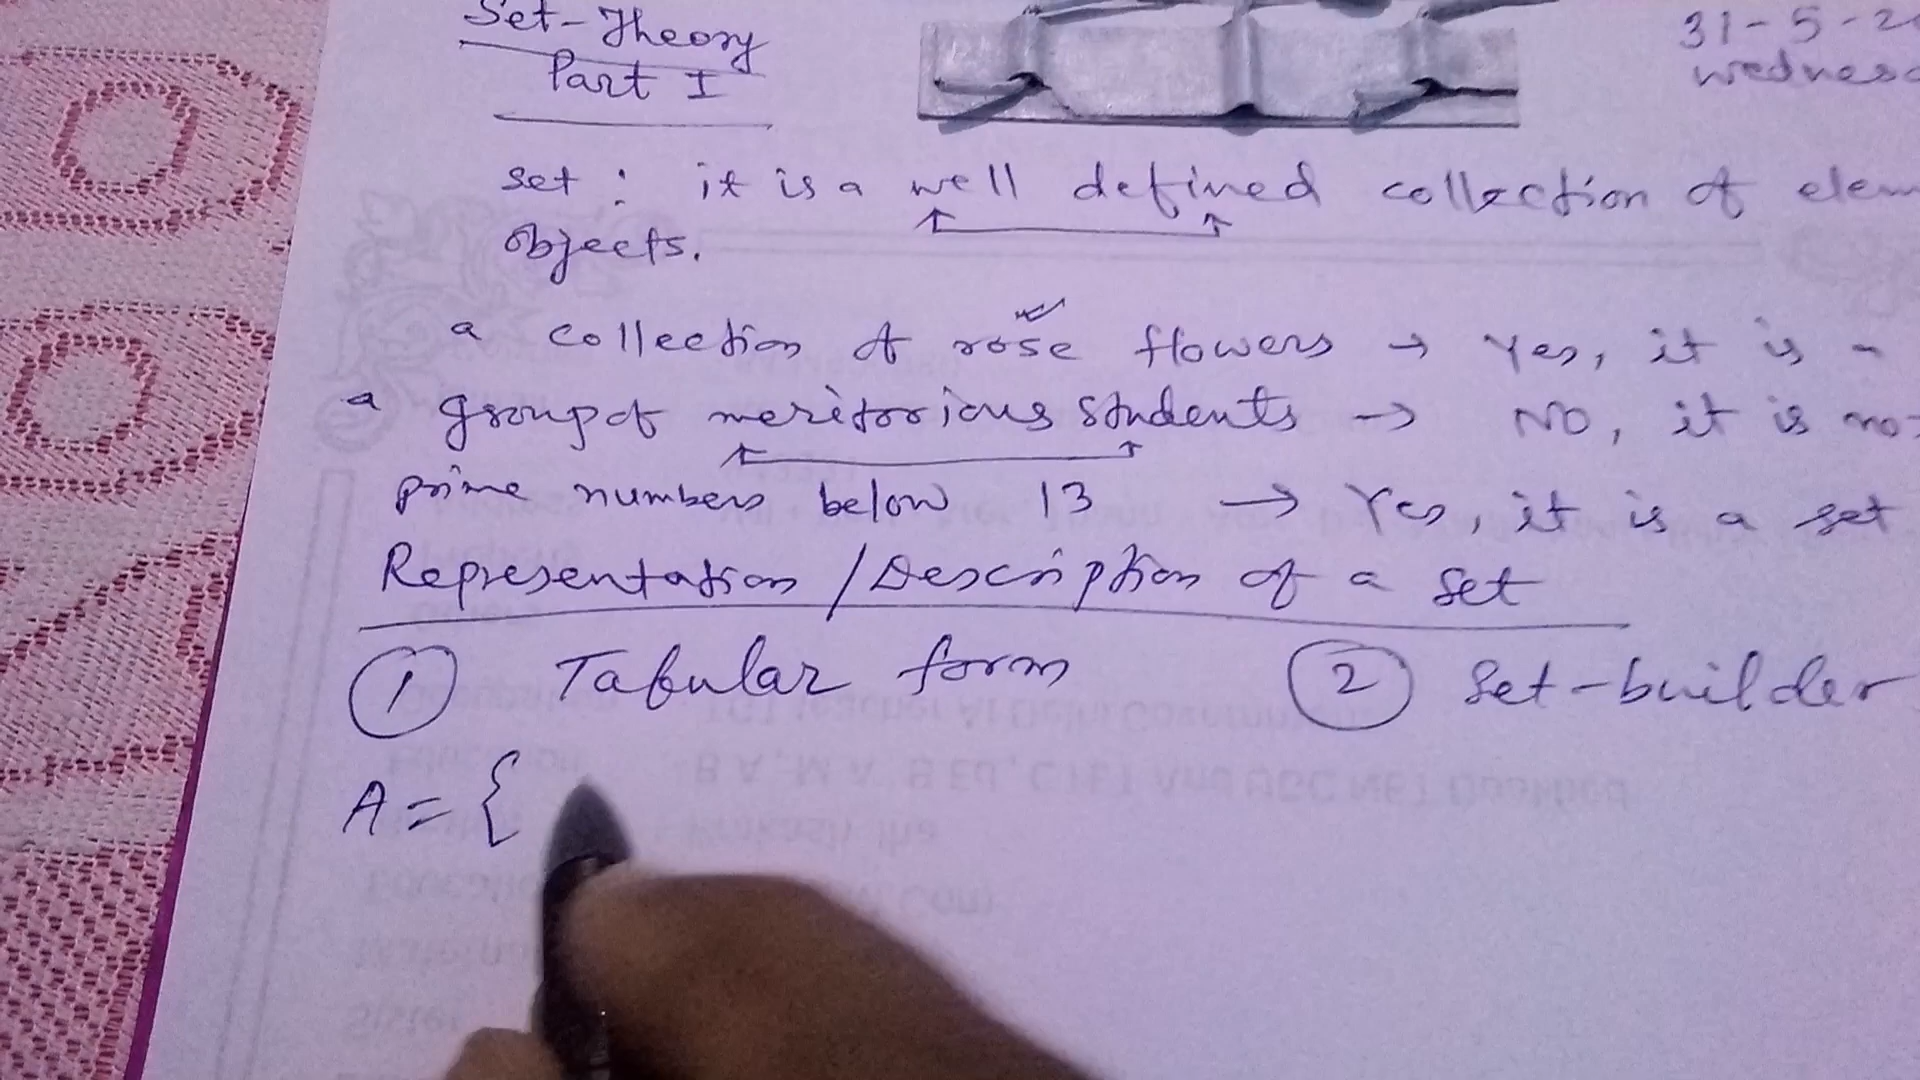 Set-Theory
Part I
31-5-2
wednes
set : it is a well defined collection of elem
objects.
a collection of rose flowers → Yes, it is
a group of meritorious students → NO, it is no
prime numbers below 13 → Yes, it is a set
Representation / Description of a set
1 Tabular form 2 Set-builder
A = {